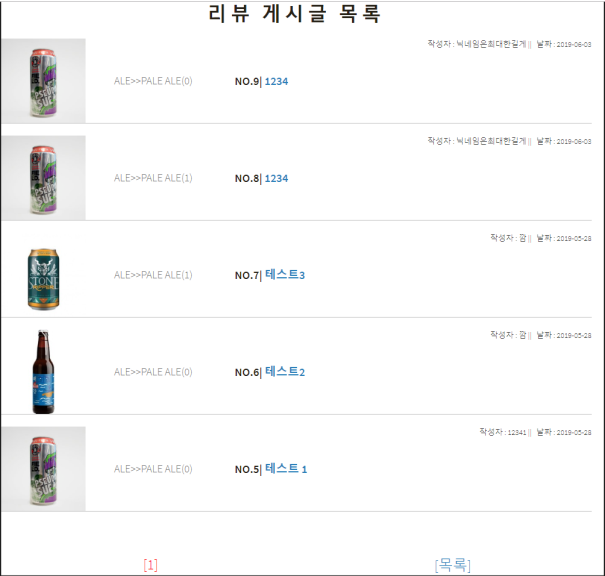 리뷰 게시글 목록
작성자 : 닉네임은최대한길게 || 날짜 : 2019-06-03
ALE>>PALE ALE(0) NO.9| 1234
작성자 : 닉네임은최대한길게 || 날짜 : 2019-06-03
ALE>>PALE ALE(1) NO.8| 1234
작성자 : 깜 || 날짜 : 2019-05-28
STONE
ALE>>PALE ALE(1) NO.7| 테스트3
작성자 : 깜 || 날짜 : 2019-05-28
ALE>>PALE ALE(0) NO.6| 테스트2
작성자 : 12341 || 날짜 : 2019-05-28
ALE>>PALE ALE(0) NO.5| 테스트 1
[1] [목록]